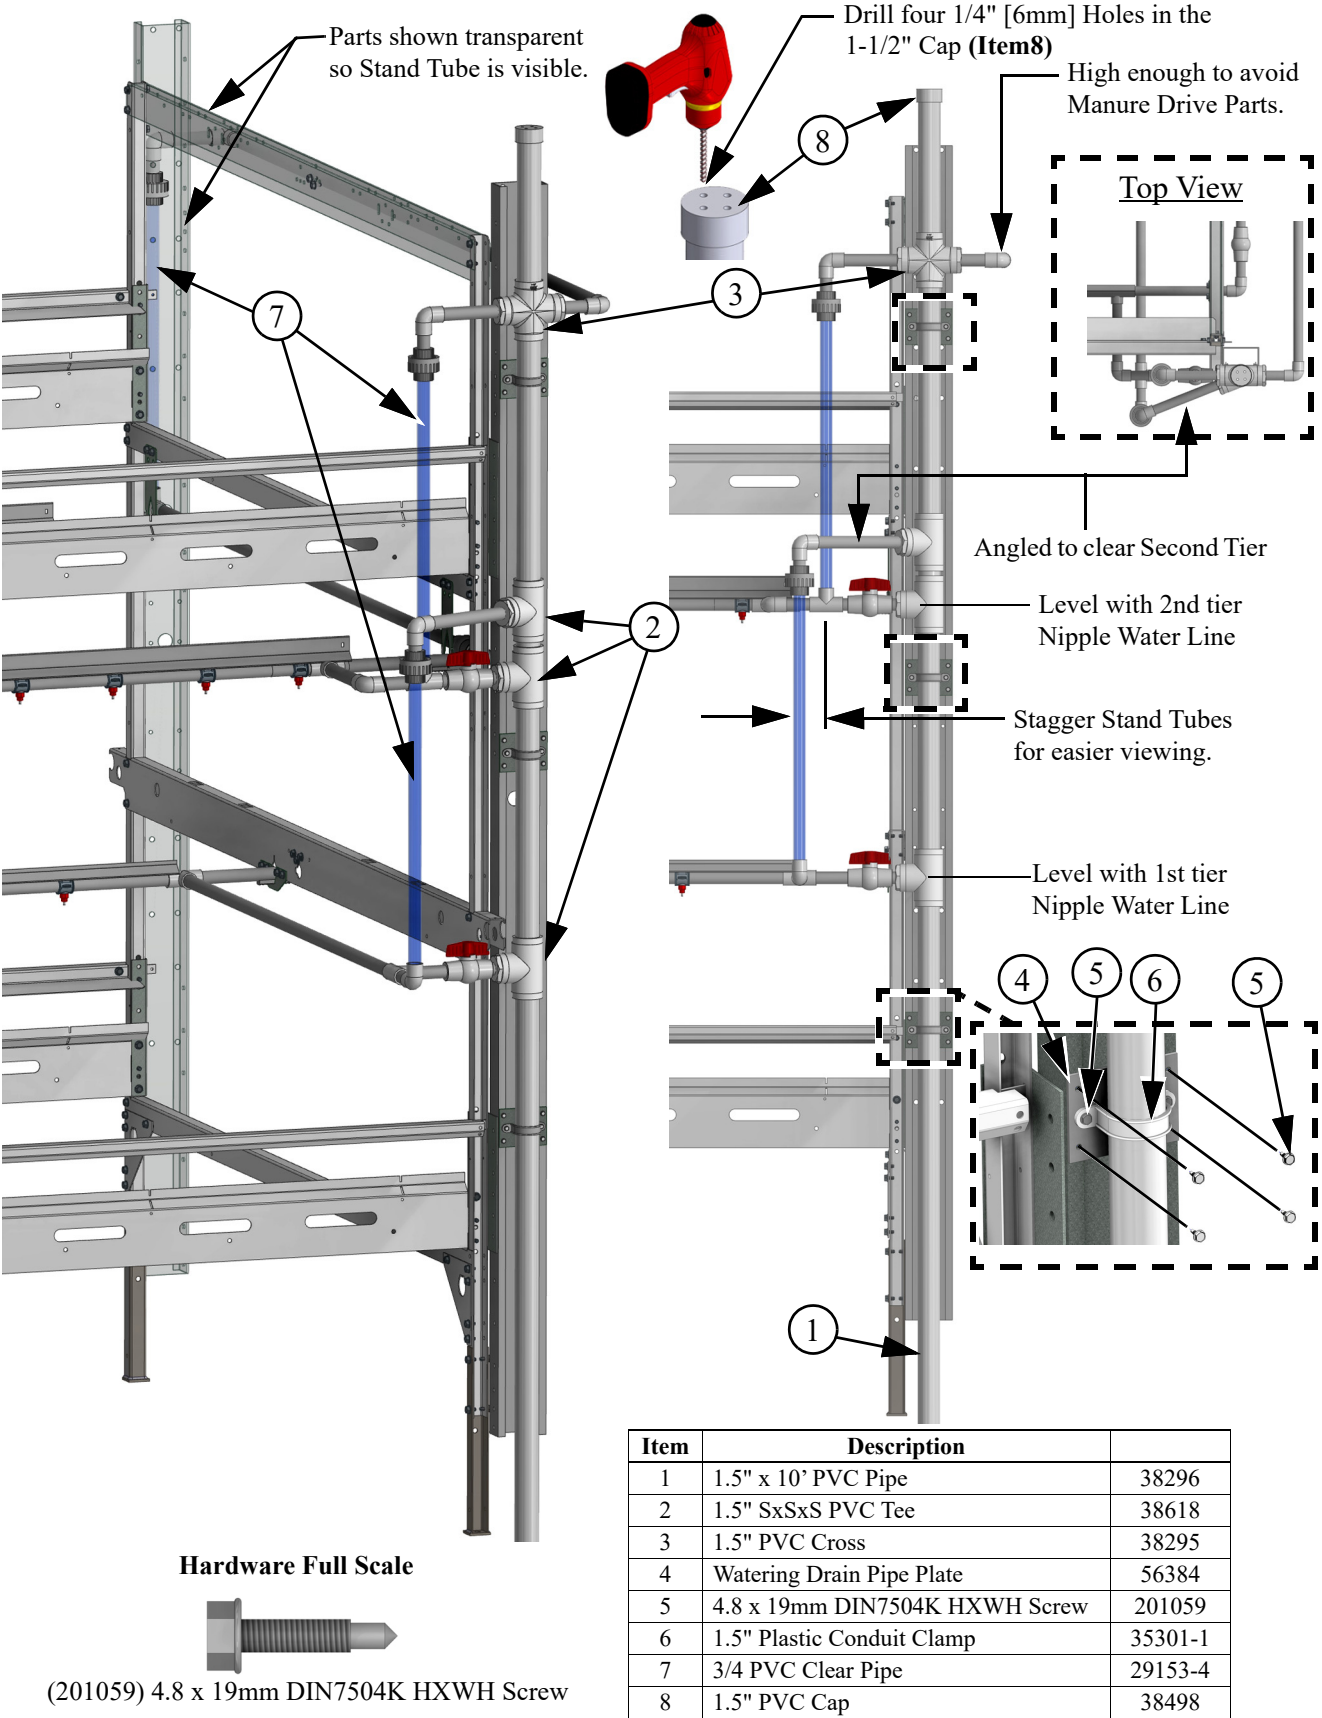 Parts shown transparent
so Stand Tube is visible.
Drill four 1/4" [6mm] Holes in the
1-1/2" Cap (Item8)
High enough to avoid
Manure Drive Parts.
8
Top View
3
7
Angled to clear Second Tier
2
Level with 2nd tier
Nipple Water Line
Stagger Stand Tubes
for easier viewing.
Level with 1st tier
Nipple Water Line
4
5
6
5
1
Item Description
1 1.5" x 10’ PVC Pipe 38296
2 1.5" SxSxS PVC Tee 38618
3 1.5" PVC Cross 38295
4 Watering Drain Pipe Plate 56384
5 4.8 x 19mm DIN7504K HXWH Screw 201059
6 1.5" Plastic Conduit Clamp 35301-1
7 3/4 PVC Clear Pipe 29153-4
8 1.5" PVC Cap 38498
Hardware Full Scale
(201059) 4.8 x 19mm DIN7504K HXWH Screw